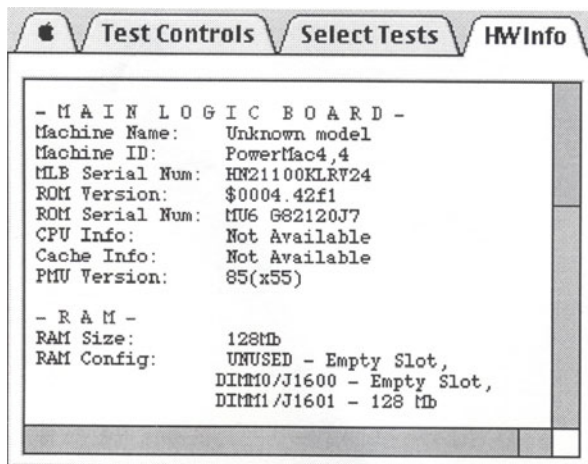 Test Controls
Select Tests
HWInfo
- M A I N  L O G I C  B O A R D -
Machine Name: Unknown model
Machine ID: PowerMac4,4
MLB Serial Num: HN21100KLRV24
ROM Version: $0004.42f1
ROM Serial Num: MU6 G82120J7
CPU Info: Not Available
Cache Info: Not Available
PMU Version: 85(x55)
- R A M -
RAM Size: 128Mb
RAM Config: UNUSED - Empty Slot,
DIMM0/J1600 - Empty Slot,
DIMM1/J1601 - 128 Mb